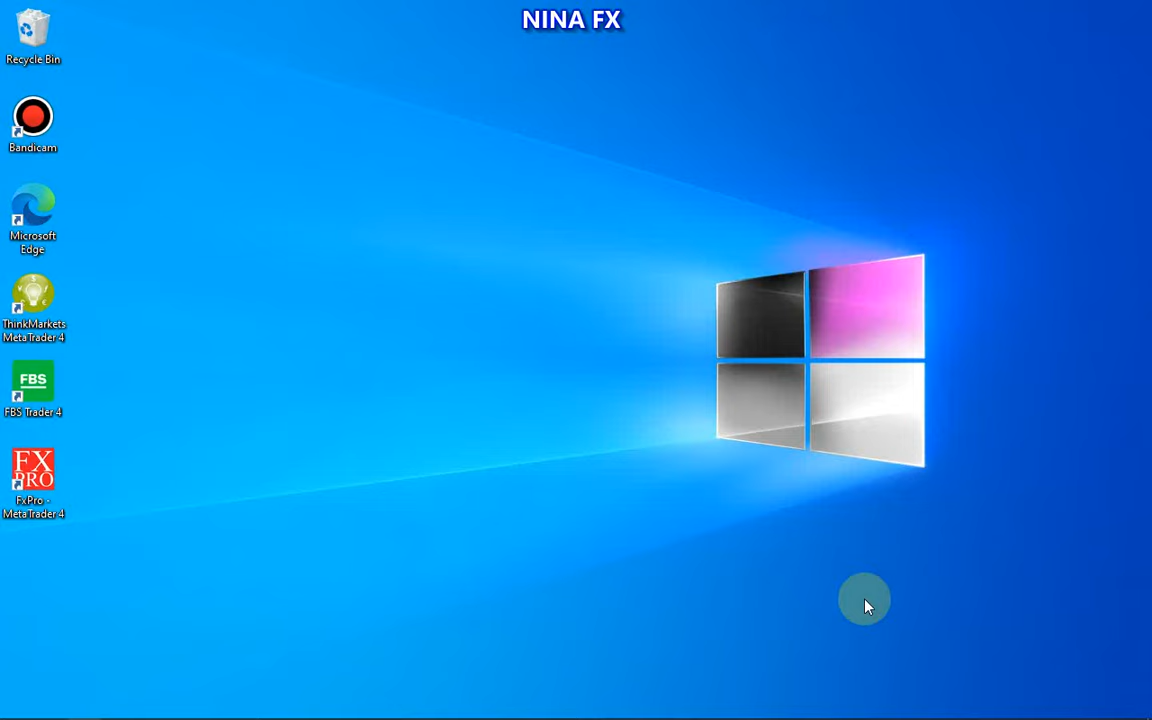 NINA FX
Recycle Bin
Bandicam
Microsoft
Edge
ThinkMarkets
MetaTrader 4
FBS
FBS Trader 4
FX
PRO
FxPro -
MetaTrader 4